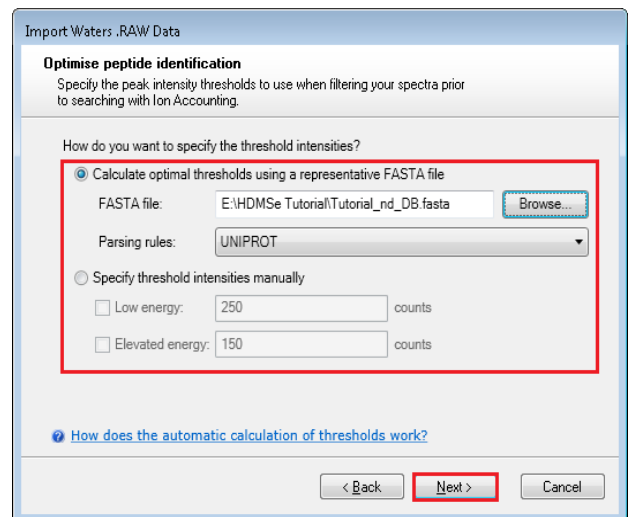 Import Waters .RAW Data
Optimise peptide identification
Specify the peak intensity thresholds to use when filtering your spectra prior
to searching with Ion Accounting.
How do you want to specify the threshold intensities?
Calculate optimal thresholds using a representative FASTA file
FASTA file: E:\HDMSe Tutorial\Tutorial_nd_DB.fasta Browse...
Parsing rules: UNIPROT
Specify threshold intensities manually
Low energy: 250 counts
Elevated energy: 150 counts
How does the automatic calculation of thresholds work?
< Back Next > Cancel